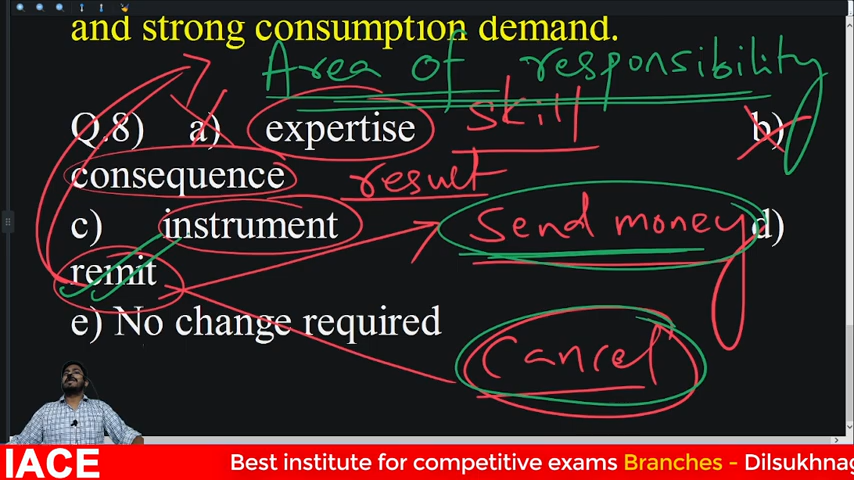 and strong consumption demand.
Area of responsibility
Q.8) a) expertise skill b)
consequence result
c) instrument Send money d)
remit
e) No change required
Cancel
IACE Best institute for competitive exams Branches - Dilsukhnag